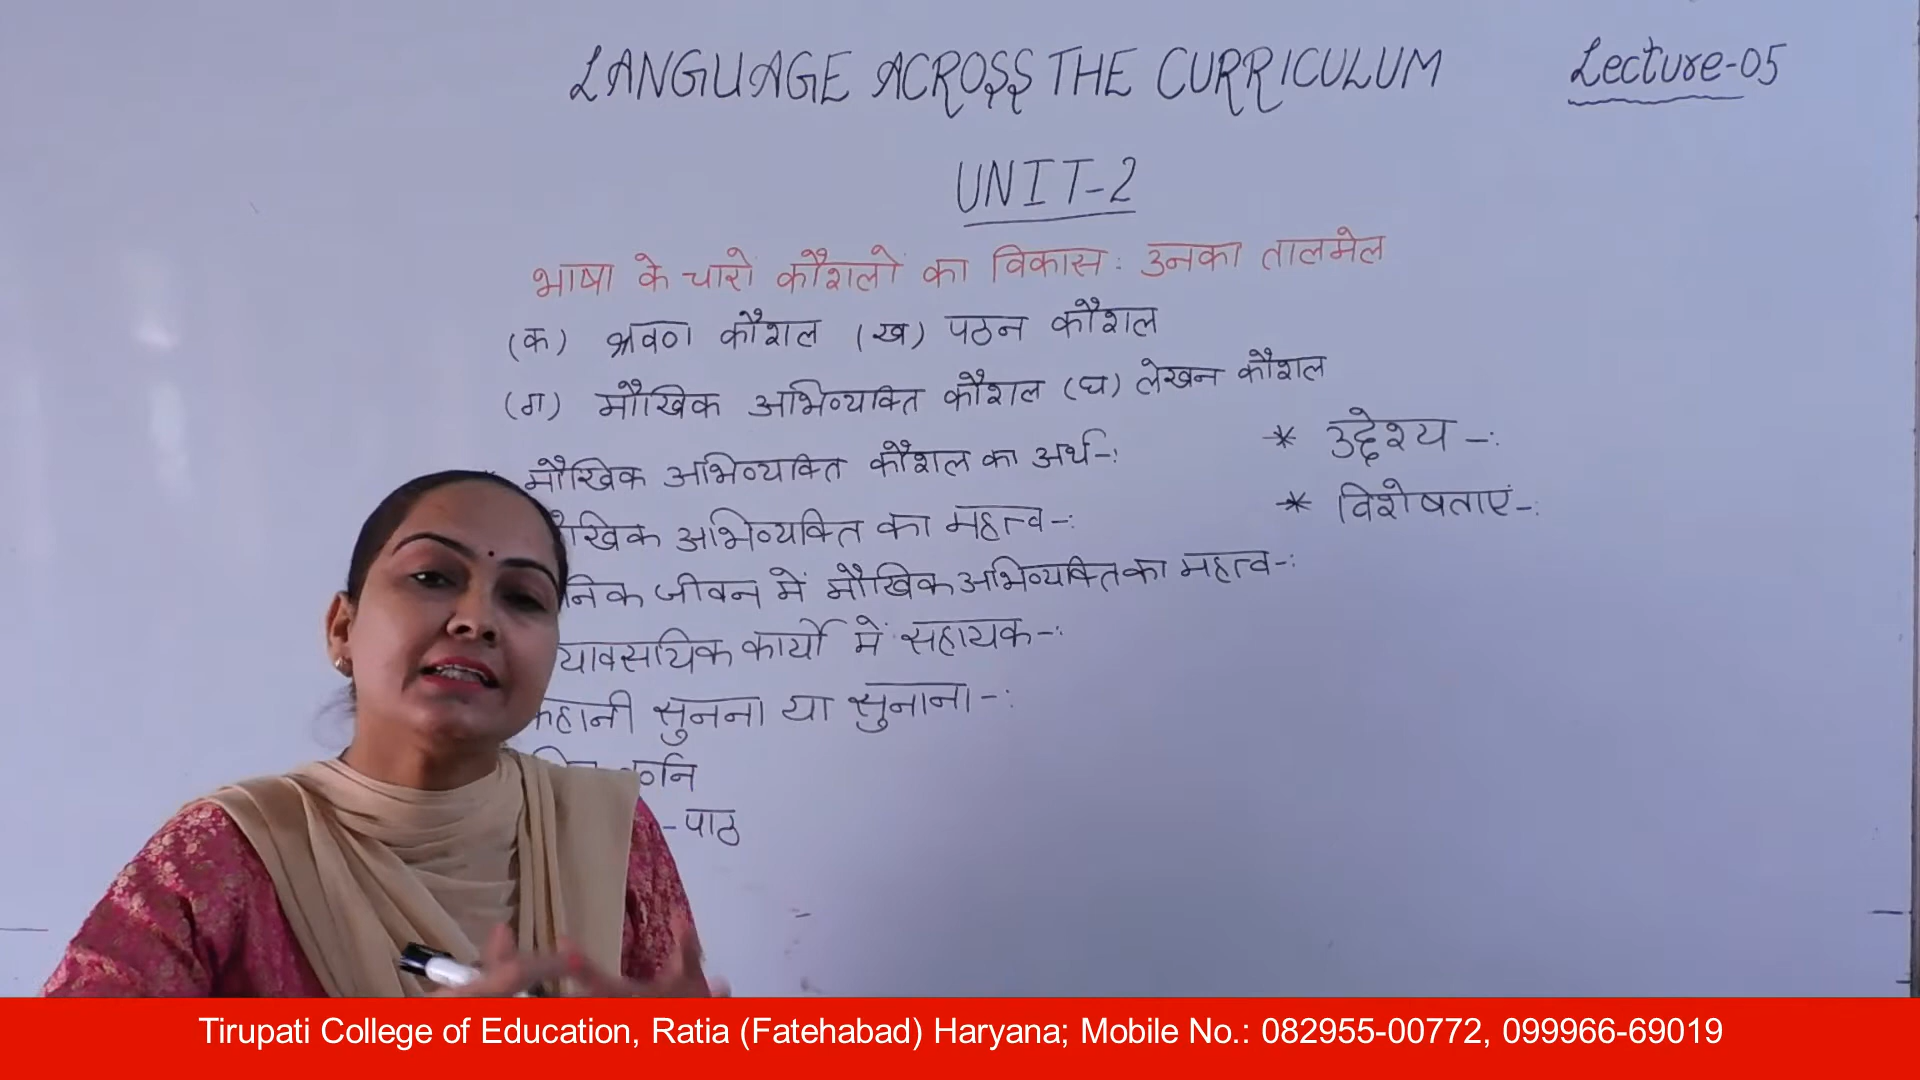 LANGUAGE ACROSS THE CURRICULUM
Lecture-05
UNIT-2
भाषा के चारों कौशलों का विकास : उनका तालमेल
(क) श्रवण कौशल (ख) पठन कौशल
(ग) मौखिक अभिव्यक्ति कौशल (घ) लेखन कौशल
मौखिक अभिव्यक्ति कौशल का अर्थ-:
* उद्देश्य -:
अभिव्यक्ति का महत्व-:
* विशेषताएं-:
जीवन में मौखिक अभिव्यक्ति का महत्व-:
कार्यो में सहायक-:
कहानी सुनना या सुनाना-:
-पाठ
Tirupati College of Education, Ratia (Fatehabad) Haryana; Mobile No.: 082955-00772, 099966-69019